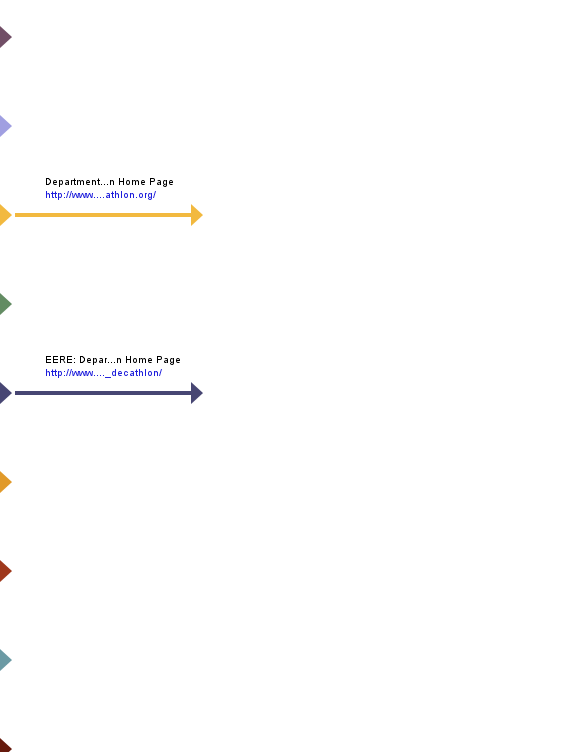 Department...n Home Page
http://www....athlon.org/
EERE: Depar...n Home Page
http://www...._decathlon/